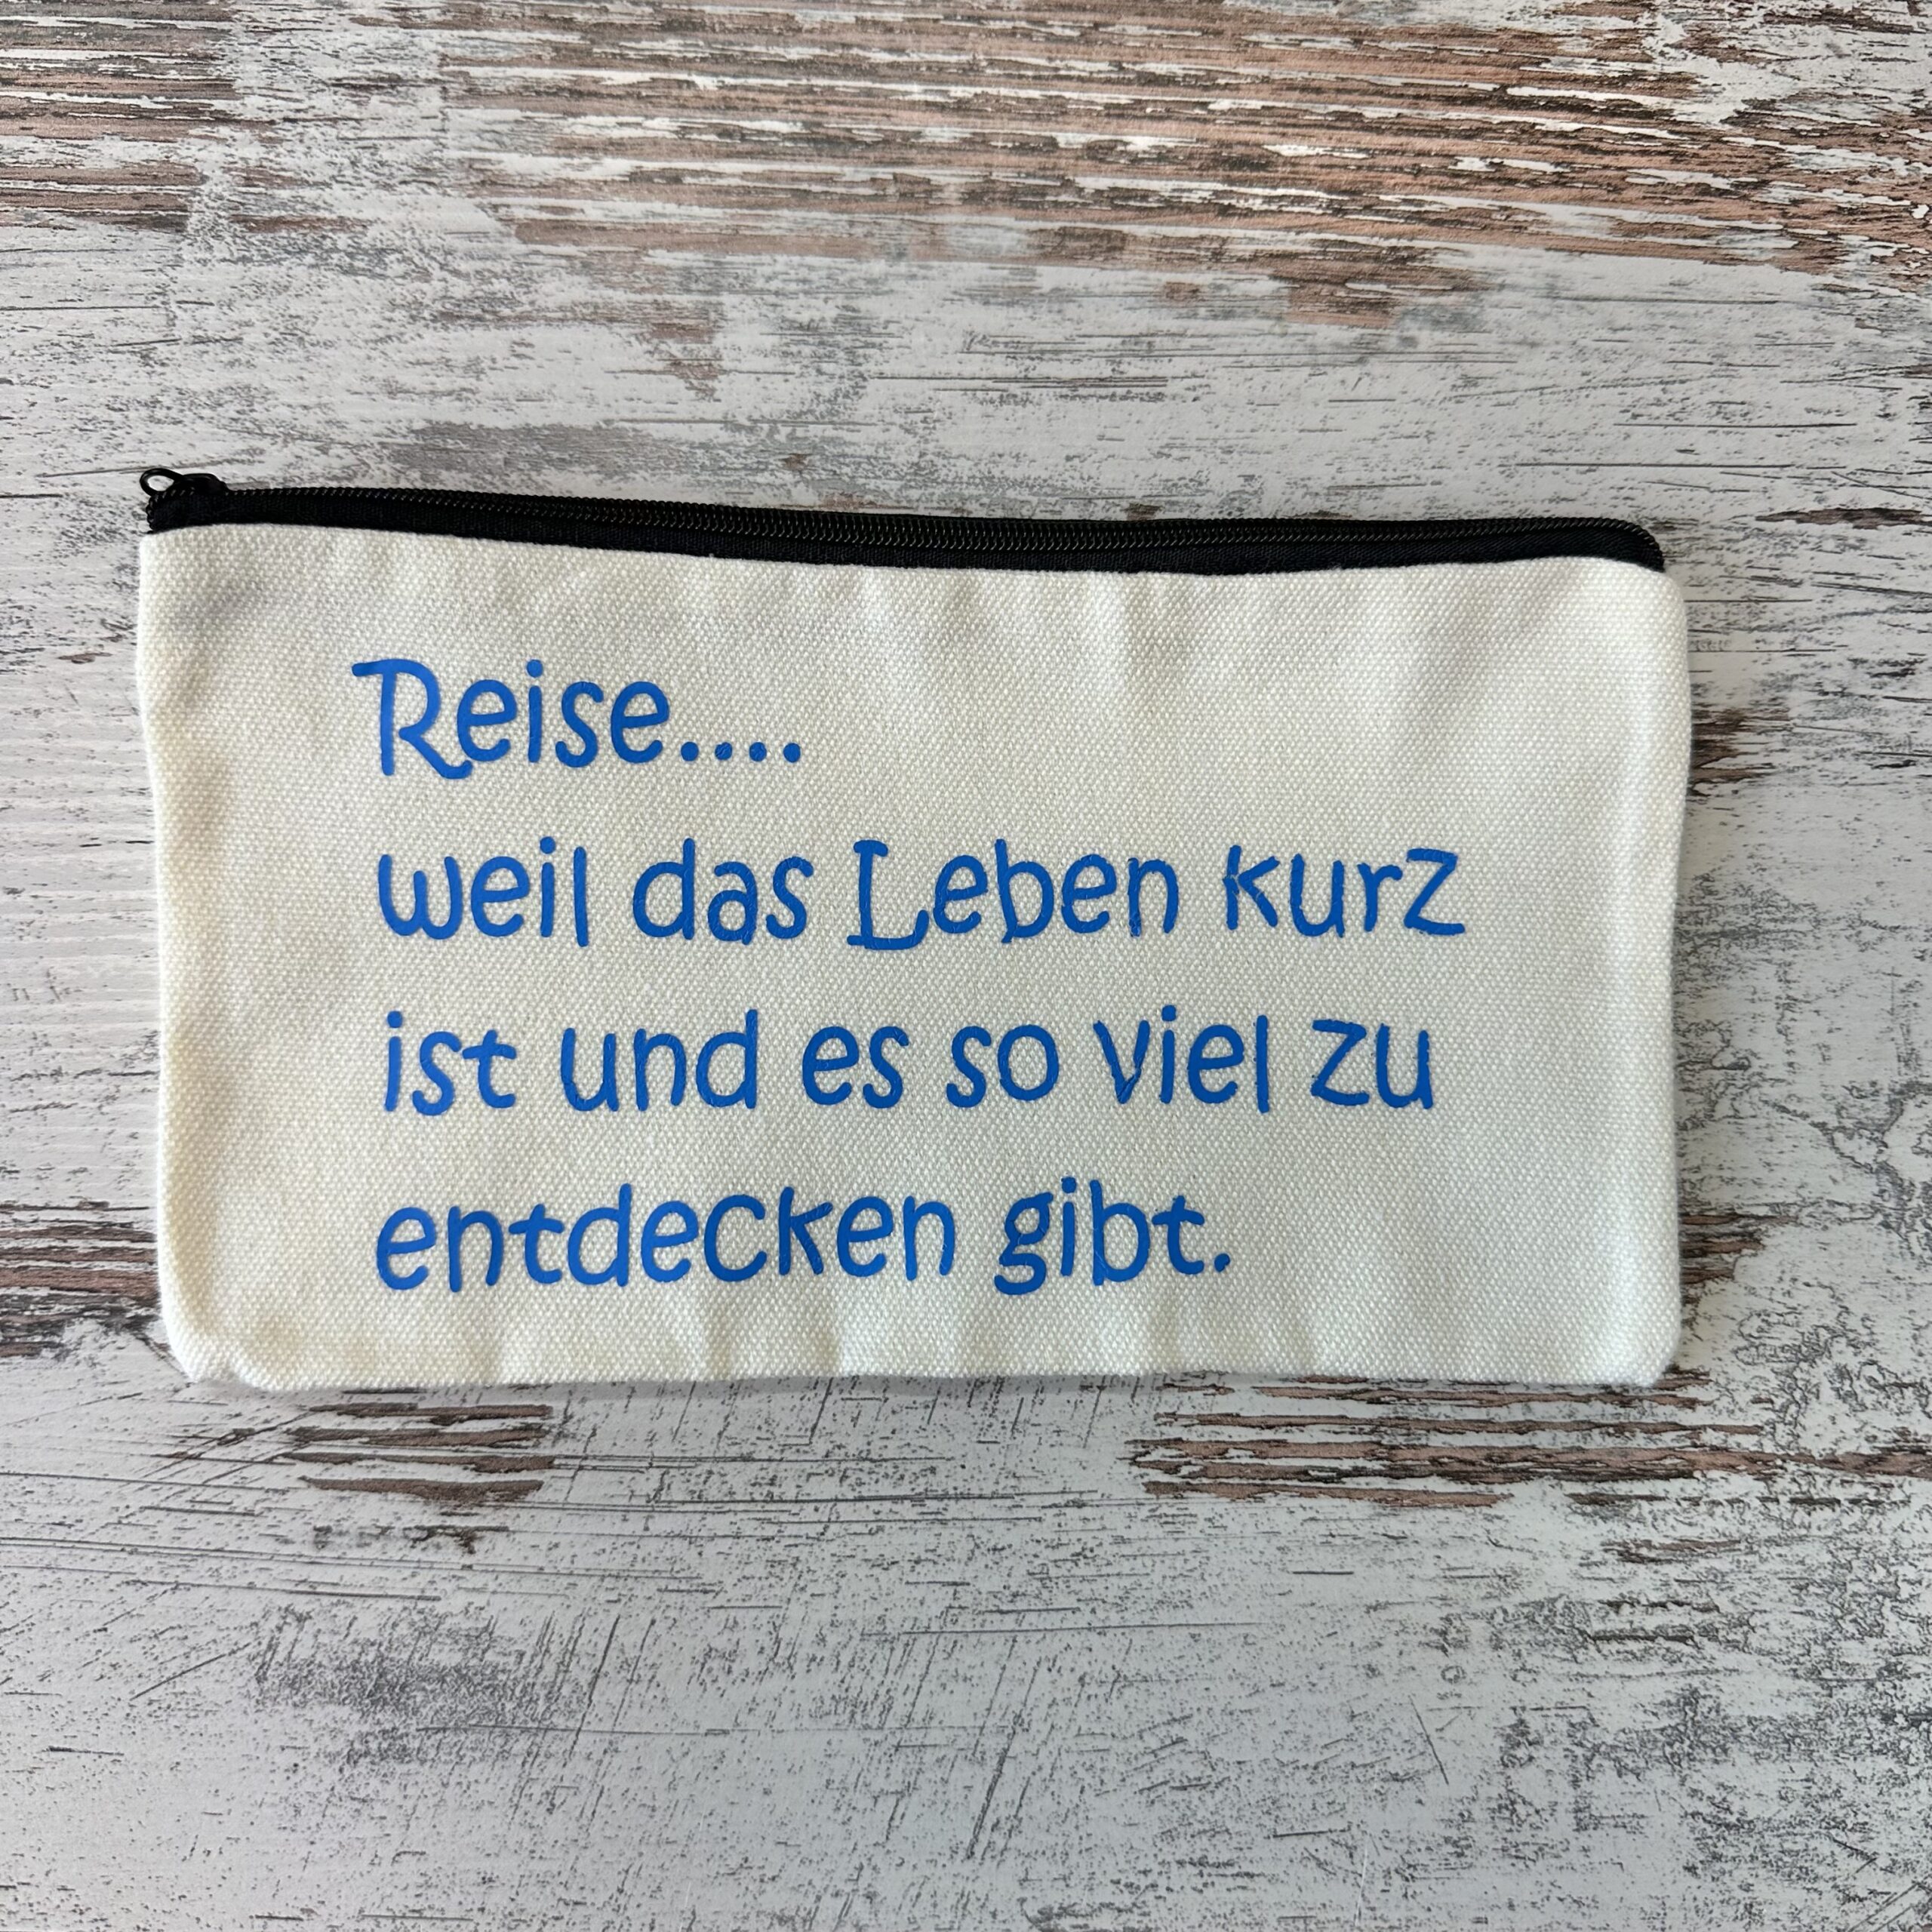 Reise....
weil das Leben kurz
ist und es so viel zu
entdecken gibt.